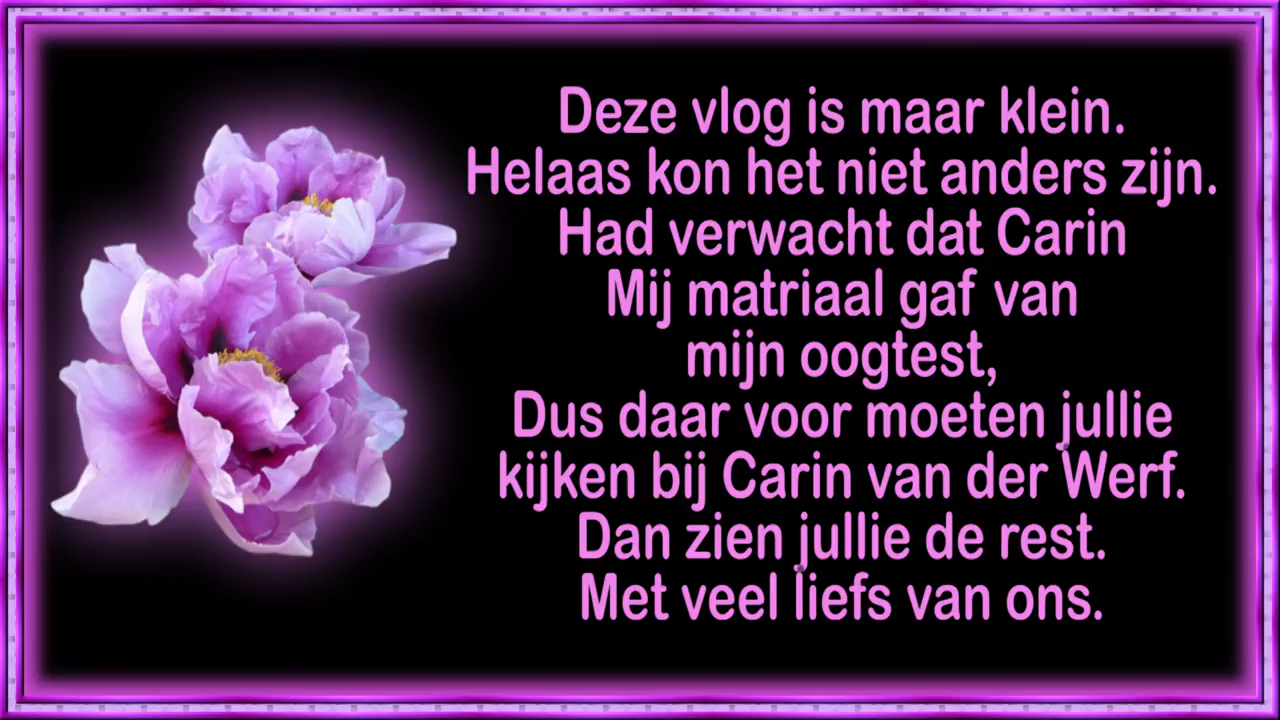 Deze vlog is maar klein.
Helaas kon het niet anders zijn.
Had verwacht dat Carin
Mij matriaal gaf van
mijn oogtest,
Dus daar voor moeten jullie
kijken bij Carin van der Werf.
Dan zien jullie de rest.
Met veel liefs van ons.